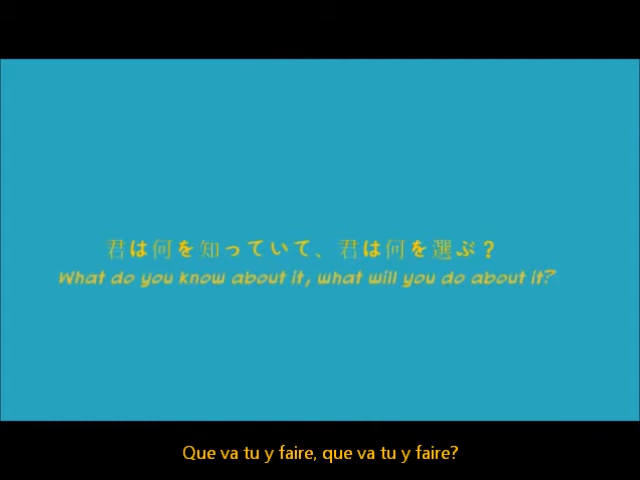 君は何を知っていて、君は何を選ぶ？
What do you know about it, what will you do about it?
Que va tu y faire, que va tu y faire?